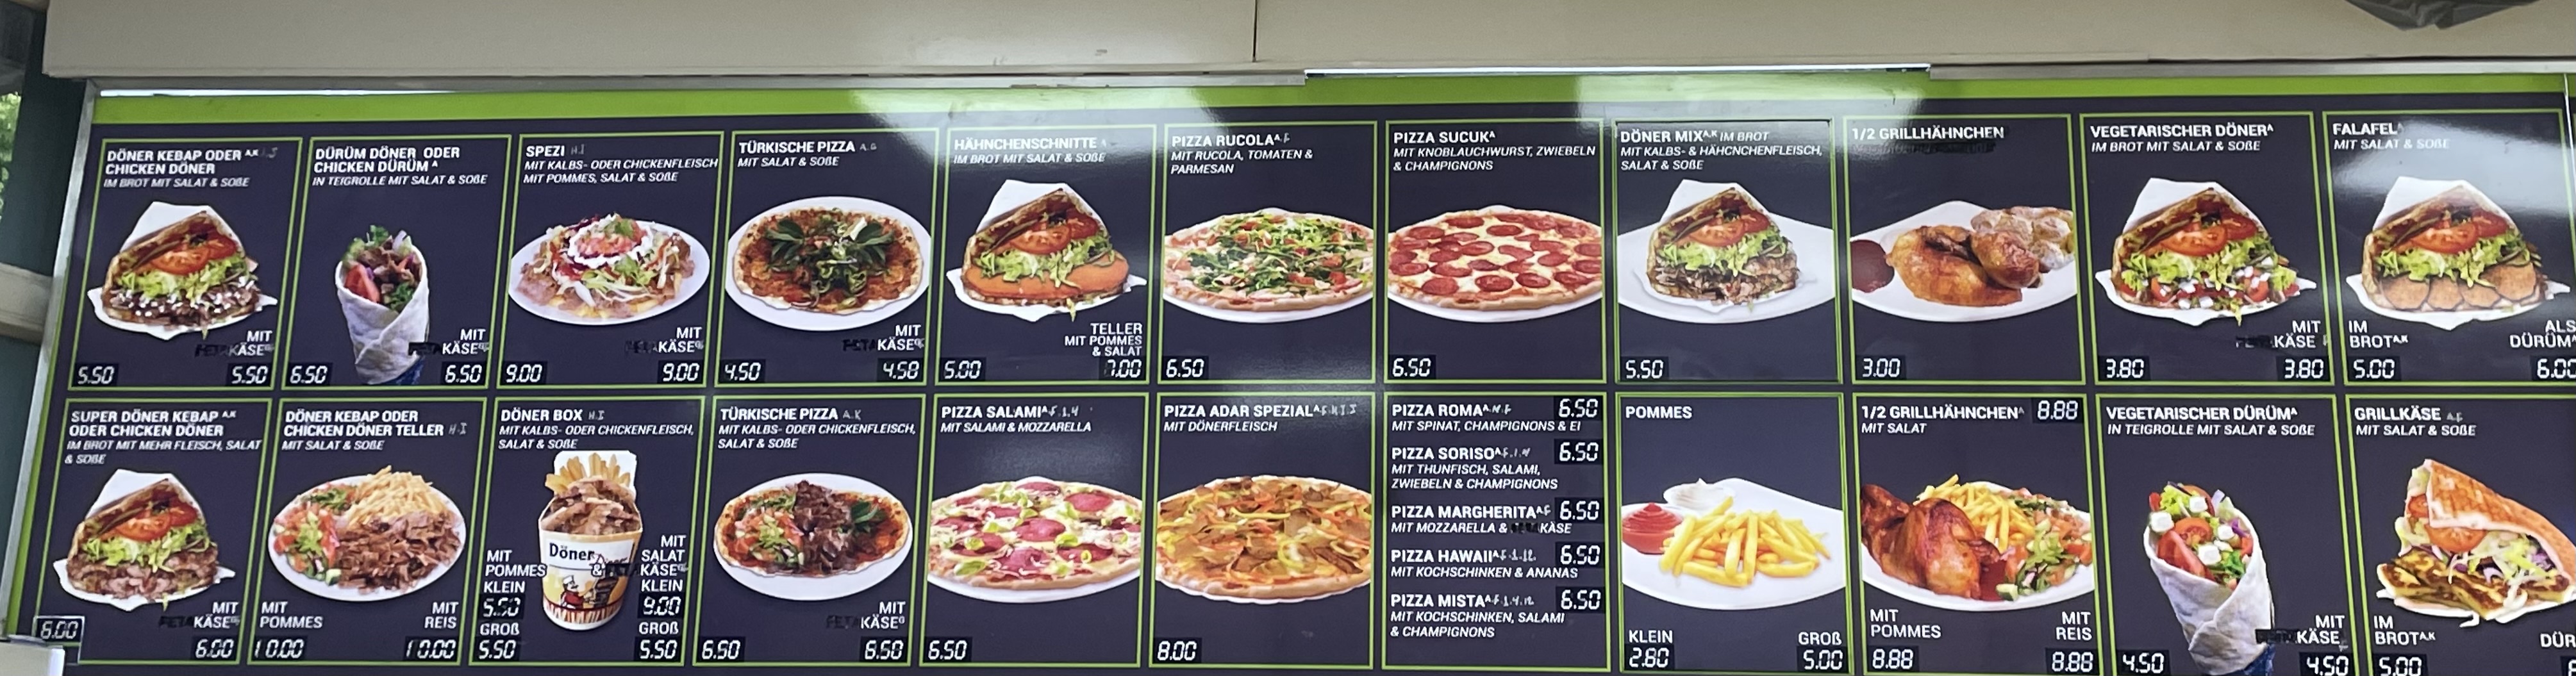 DÖNER KEBAP ODER A,K
CHICKEN DÖNER
IM BROT MIT SALAT & SOßE
MIT
KÄSE
5.50 5.50
DÜRÜM DÖNER ODER
CHICKEN DÜRÜM A
IN TEIGROLLE MIT SALAT & SOßE
MIT
KÄSE
6.50 6.50
SPEZI H.I
MIT KALBS- ODER CHICKENFLEISCH
MIT POMMES, SALAT & SOßE
MIT
KÄSE
9.00 9.00
TÜRKISCHE PIZZA A,G
MIT SALAT & SOßE
MIT
KÄSE
4.50 4.50
HÄHNCHENSCHNITTE
IM BROT MIT SALAT & SOßE
TELLER
MIT POMMES
& SALAT
5.00 7.00
PIZZA RUCOLA A,F
MIT RUCOLA, TOMATEN &
PARMESAN
6.50
PIZZA SUCUK A
MIT KNOBLAUCHWURST, ZWIEBELN
& CHAMPIGNONS
6.50
DÖNER MIX A,K IM BROT
MIT KALBS- & HÄHCNCHENFLEISCH,
SALAT & SOßE
5.50
1/2 GRILLHÄHNCHEN
3.00
VEGETARISCHER DÖNER A
IM BROT MIT SALAT & SOßE
MIT
KÄSE
3.80 3.80
FALAFEL
MIT SALAT & SOßE
IM ALS
BROT A,K DÜRÜM
5.00 6.00
SUPER DÖNER KEBAP A,K
ODER CHICKEN DÖNER
IM BROT MIT MEHR FLEISCH, SALAT
& SOßE
MIT
KÄSE
6.00 6.00
DÖNER KEBAP ODER
CHICKEN DÖNER TELLER H-I
MIT SALAT & SOßE
MIT MIT
POMMES REIS
10.00 10.00
DÖNER BOX H.I
MIT KALBS- ODER CHICKENFLEISCH,
SALAT & SOßE
Döner
MIT
POMMES
KLEIN
5.50
GROß
5.50
MIT
SALAT
& KÄSE
KLEIN
9.00
GROß
5.50
TÜRKISCHE PIZZA A,K
MIT KALBS- ODER CHICKENFLEISCH,
SALAT & SOßE
MIT
KÄSE G
6.50 6.50
PIZZA SALAMI A,F,1,4
MIT SALAMI & MOZZARELLA
6.50
PIZZA ADAR SPEZIAL
MIT DÖNERFLEISCH
8.00
PIZZA ROMA 6.50
MIT SPINAT, CHAMPIGNONS & EI
PIZZA SORISO 6.50
MIT THUNFISCH, SALAMI,
ZWIEBELN & CHAMPIGNONS
PIZZA MARGHERITA 6.50
MIT MOZZARELLA & KÄSE
PIZZA HAWAII 6.50
MIT KOCHSCHINKEN & ANANAS
PIZZA MISTA 6.50
MIT KOCHSCHINKEN, SALAMI
& CHAMPIGNONS
POMMES
KLEIN GROß
2.80 5.00
1/2 GRILLHÄHNCHEN A 8.88
MIT SALAT
MIT MIT
POMMES REIS
8.88 8.88
VEGETARISCHER DÜRÜM A
IN TEIGROLLE MIT SALAT & SOßE
MIT
KÄSE
4.50 4.50
GRILLKÄSE
MIT SALAT & SOßE
IM
BROT A,K DÜR
5.00